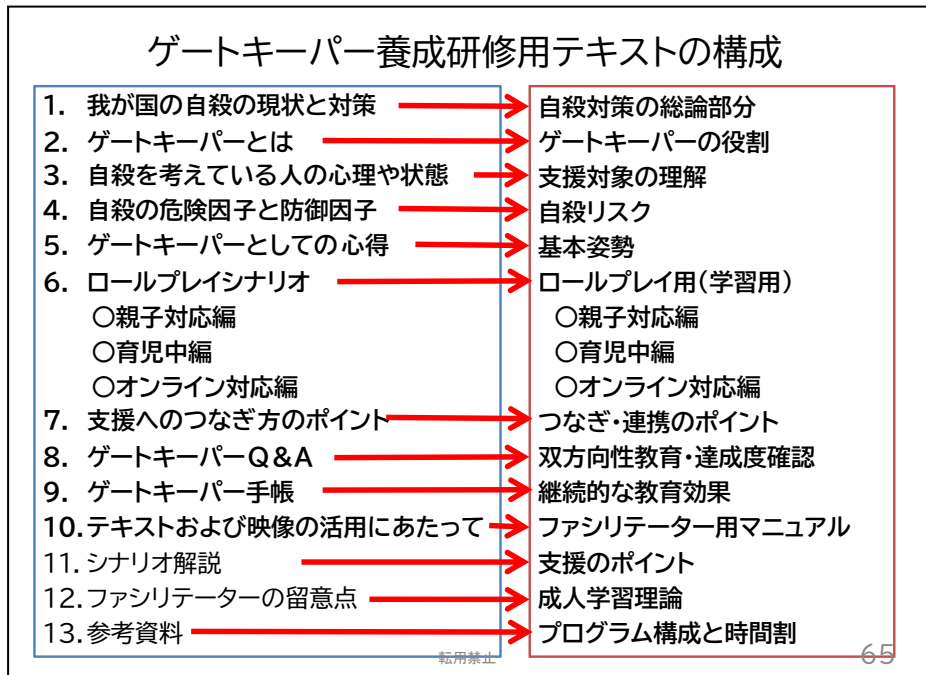 ゲートキーパー養成研修用テキストの構成
1. 我が国の自殺の現状と対策
2. ゲートキーパーとは
3. 自殺を考えている人の心理や状態
4. 自殺の危険因子と防御因子
5. ゲートキーパーとしての心得
6. ロールプレイシナリオ
○親子対応編
○育児中編
○オンライン対応編
7. 支援へのつなぎ方のポイント
8. ゲートキーパーQ&A
9. ゲートキーパー手帳
10.テキストおよび映像の活用にあたって
11. シナリオ解説
12.ファシリテーターの留意点
13.参考資料
自殺対策の総論部分
ゲートキーパーの役割
支援対象の理解
自殺リスク
基本姿勢
ロールプレイ用(学習用)
○親子対応編
○育児中編
○オンライン対応編
つなぎ・連携のポイント
双方向性教育・達成度確認
継続的な教育効果
ファシリテーター用マニュアル
支援のポイント
成人学習理論
プログラム構成と時間割
転用禁止
65